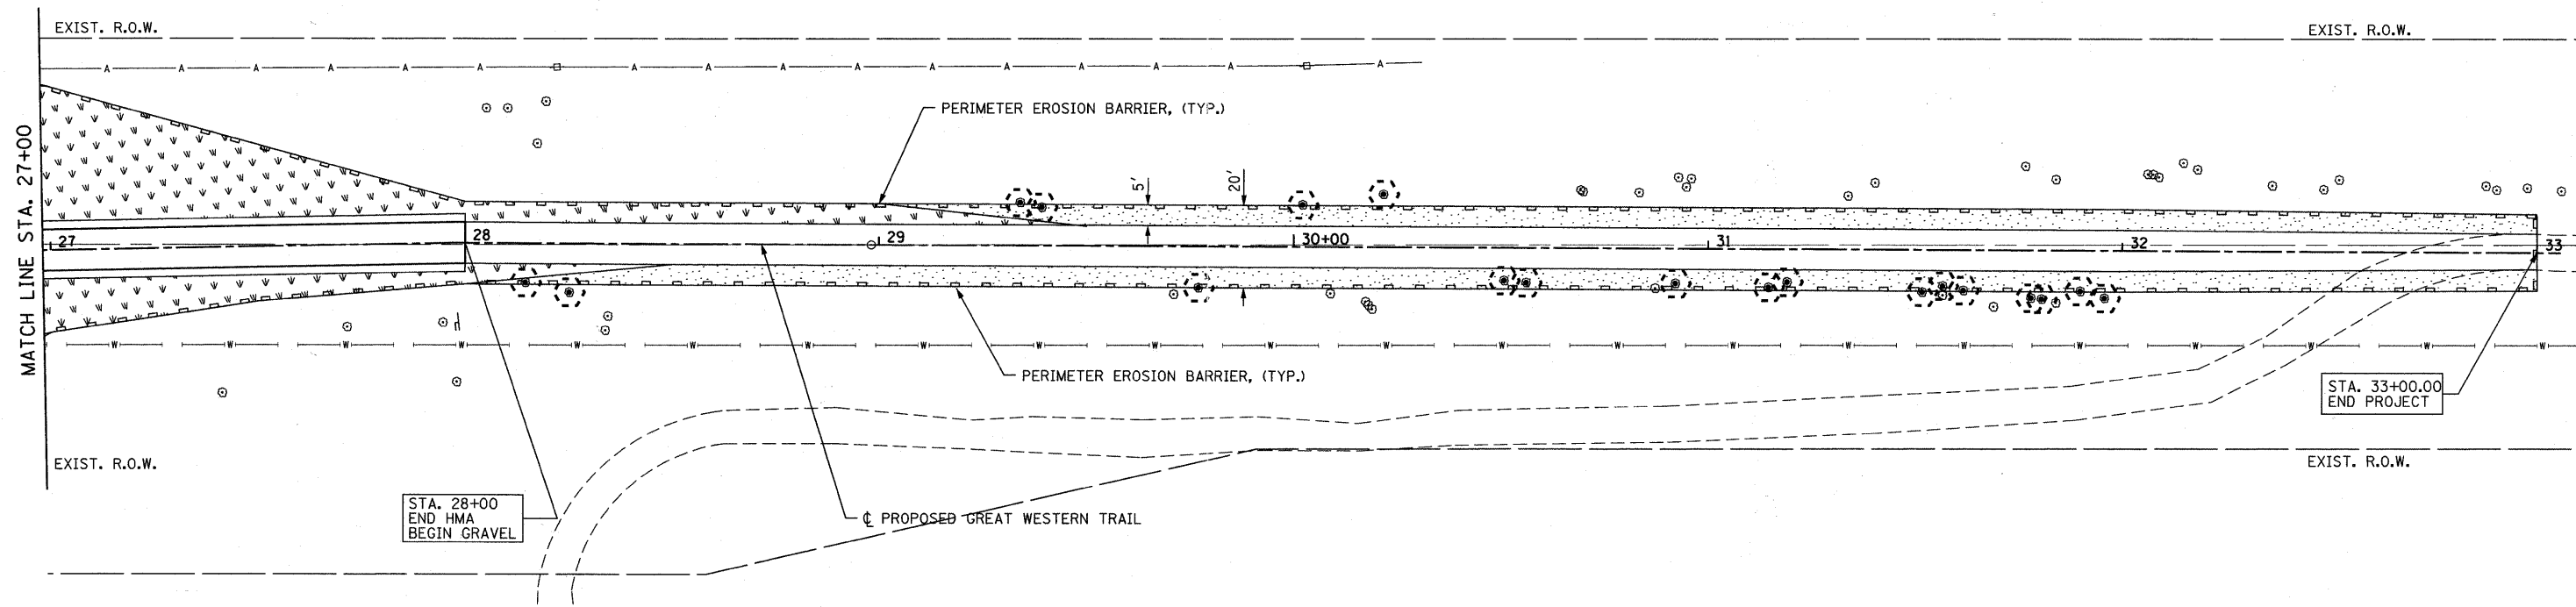 EXIST. R.O.W.
EXIST. R.O.W.
A A A A A A A A A A A A A A A A
PERIMETER EROSION BARRIER, (TYP.)
5'
20'
MATCH LINE STA. 27+00
27
28
29
30+00
31
32
33
W W W W W W W W W W W W W W W W W W W W W W
PERIMETER EROSION BARRIER, (TYP.)
STA. 33+00.00
END PROJECT
EXIST. R.O.W.
EXIST. R.O.W.
STA. 28+00
END HMA
BEGIN GRAVEL
℄ PROPOSED GREAT WESTERN TRAIL